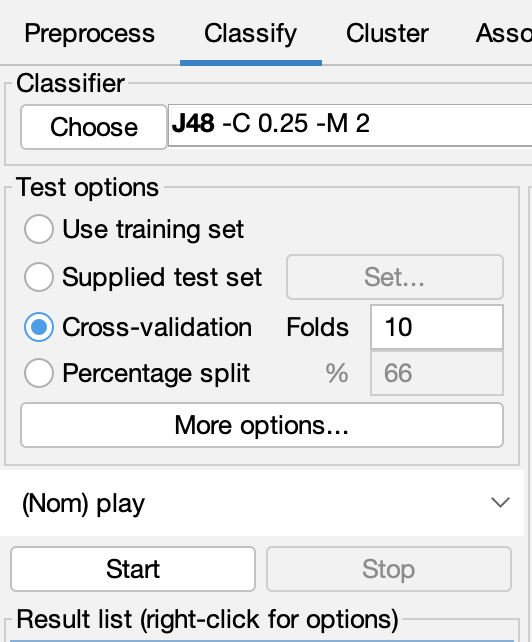 Preprocess Classify Cluster Asso
Classifier
Choose J48 -C 0.25 -M 2
Test options
Use training set
Supplied test set Set...
Cross-validation Folds 10
Percentage split % 66
More options...
(Nom) play
Start Stop
Result list (right-click for options)